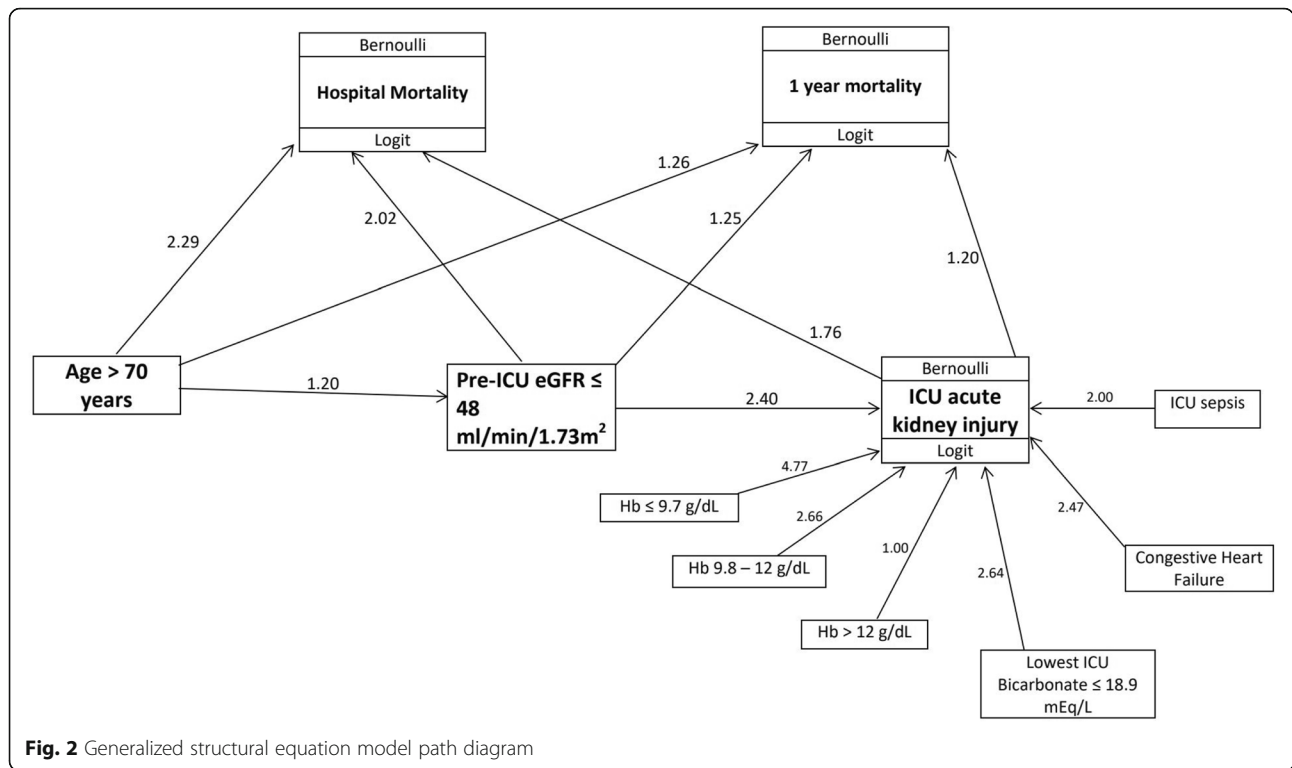 Bernoulli
Hospital Mortality
Logit
Bernoulli
1 year mortality
Logit
1.26
2.02
1.25
2.29
1.20
1.76
Age > 70
years
1.20
Pre-ICU eGFR ≤
48
ml/min/1.73m²
2.40
Bernoulli
ICU acute
kidney injury
Logit
2.00
ICU sepsis
4.77
Hb ≤ 9.7 g/dL
2.66
Hb 9.8 – 12 g/dL
1.00
Hb > 12 g/dL
2.64
Lowest ICU
Bicarbonate ≤ 18.9
mEq/L
2.47
Congestive Heart
Failure
Fig. 2 Generalized structural equation model path diagram